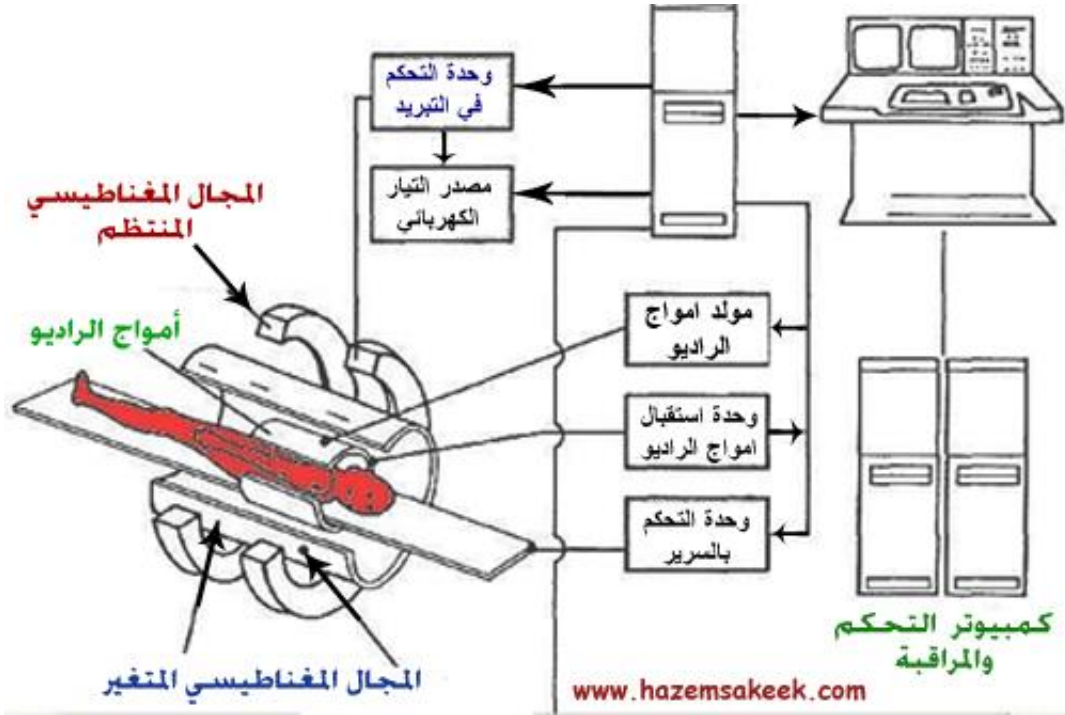 وحدة التحكم
في التبريد
مصدر التيار
الكهربائي
المجال المغناطيسي
المنتظم
أمواج الراديو
مولد امواج
الراديو
وحدة استقبال
امواج الراديو
وحدة التحكم
بالسرير
كمبيوتر التحكم
والمراقبة
المجال المغناطيسي المتغير
www.hazemsakeek.com